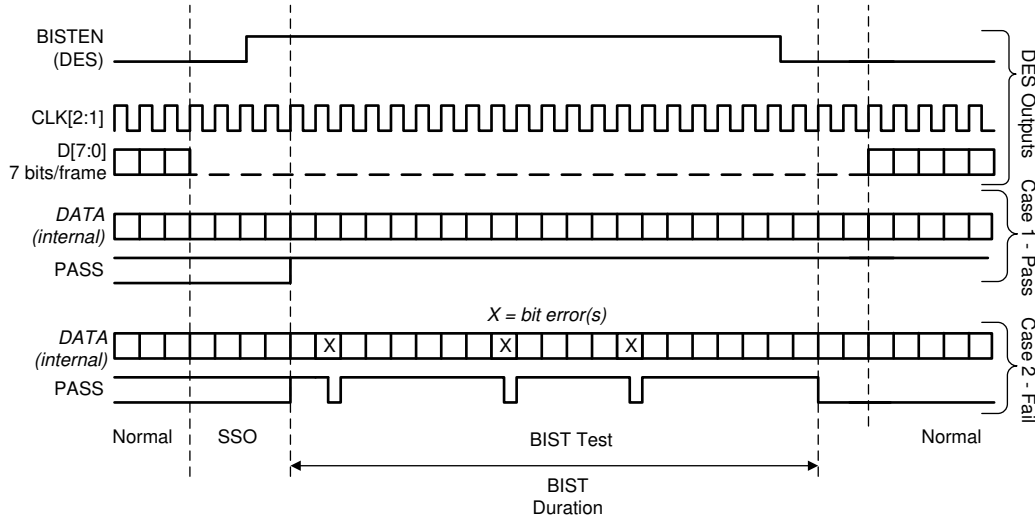 BISTEN
(DES)
CLK[2:1]
D[7:0]
7 bits/frame
DES Outputs
DATA
(internal)
PASS
Case 1 - Pass
X = bit error(s)
DATA
(internal)
X
X
X
PASS
Case 2 - Fail
Normal
SSO
BIST Test
Normal
BIST
Duration